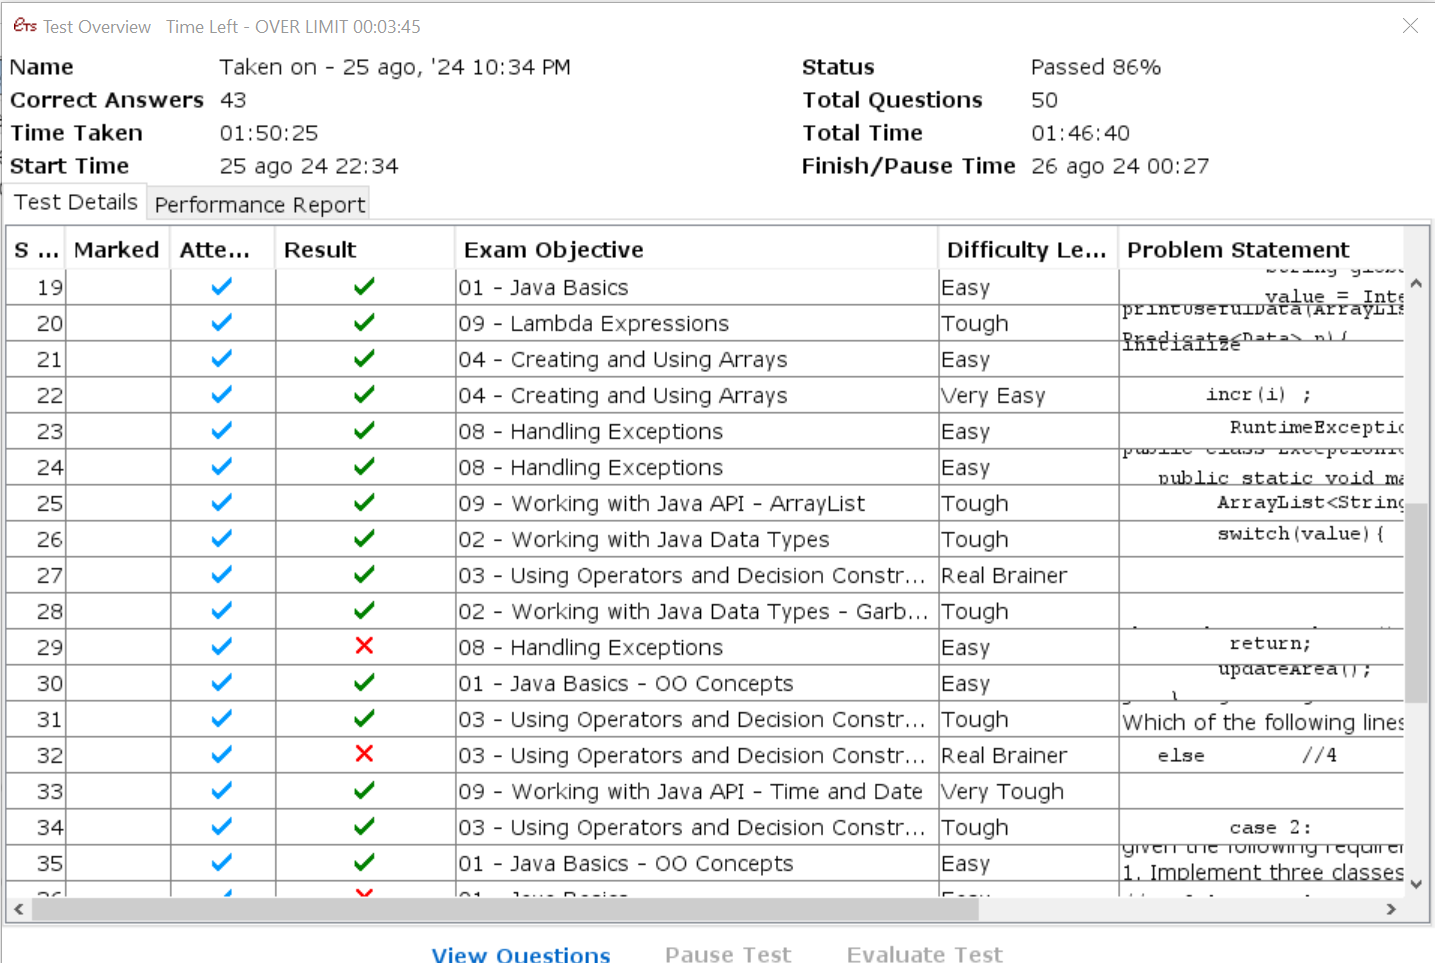 eTS Test Overview Time Left - OVER LIMIT 00:03:45
Name Taken on - 25 ago, '24 10:34 PM Status Passed 86%
Correct Answers 43 Total Questions 50
Time Taken 01:50:25 Total Time 01:46:40
Start Time 25 ago 24 22:34 Finish/Pause Time 26 ago 24 00:27
Test Details Performance Report
S ... Marked Atte... Result Exam Objective Difficulty Le... Problem Statement
19 01 - Java Basics Easy value = Inte
20 09 - Lambda Expressions Tough printUsefulData(ArrayLis
Predicate<Data> p){
21 04 - Creating and Using Arrays Easy initialize
22 04 - Creating and Using Arrays Very Easy incr(i) ;
23 08 - Handling Exceptions Easy RuntimeExceptio
24 08 - Handling Exceptions Easy public static void ma
25 09 - Working with Java API - ArrayList Tough ArrayList<String
26 02 - Working with Java Data Types Tough switch(value){
27 03 - Using Operators and Decision Constr... Real Brainer
28 02 - Working with Java Data Types - Garb... Tough
29 08 - Handling Exceptions Easy return;
30 01 - Java Basics - OO Concepts Easy updateArea();
}
31 03 - Using Operators and Decision Constr... Tough Which of the following lines
32 03 - Using Operators and Decision Constr... Real Brainer else //4
33 09 - Working with Java API - Time and Date Very Tough
34 03 - Using Operators and Decision Constr... Tough case 2:
35 01 - Java Basics - OO Concepts Easy given the following requirer
1. Implement three classes
36 01 - Java Basics Easy
View Questions Pause Test Evaluate Test